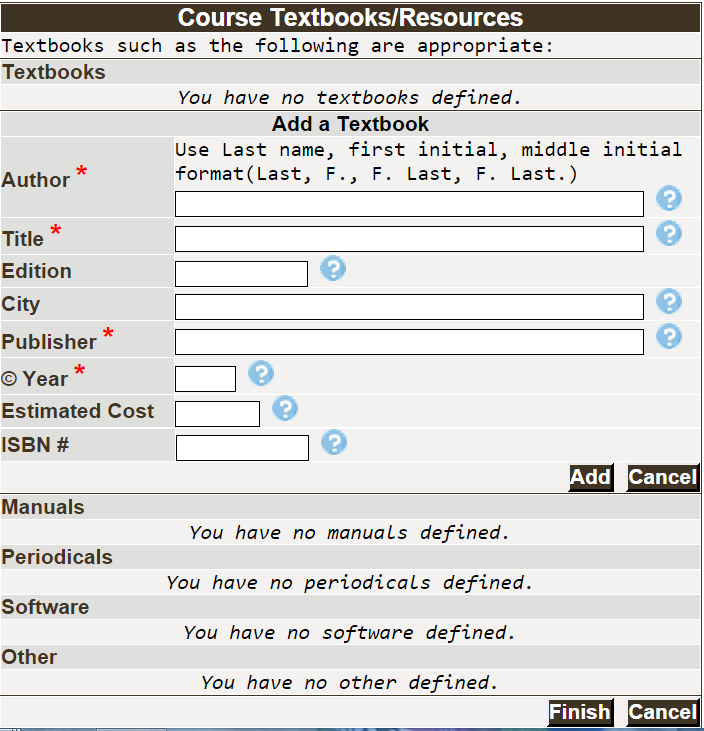 Course Textbooks/Resources
Textbooks such as the following are appropriate:
Textbooks
You have no textbooks defined.
Add a Textbook
Use Last name, first initial, middle initial
format(Last, F., F. Last, F. Last.)
Author *
?
Title *
?
Edition
?
City
?
Publisher *
?
© Year *
?
Estimated Cost
?
ISBN #
?
Add Cancel
Manuals
You have no manuals defined.
Periodicals
You have no periodicals defined.
Software
You have no software defined.
Other
You have no other defined.
Finish Cancel